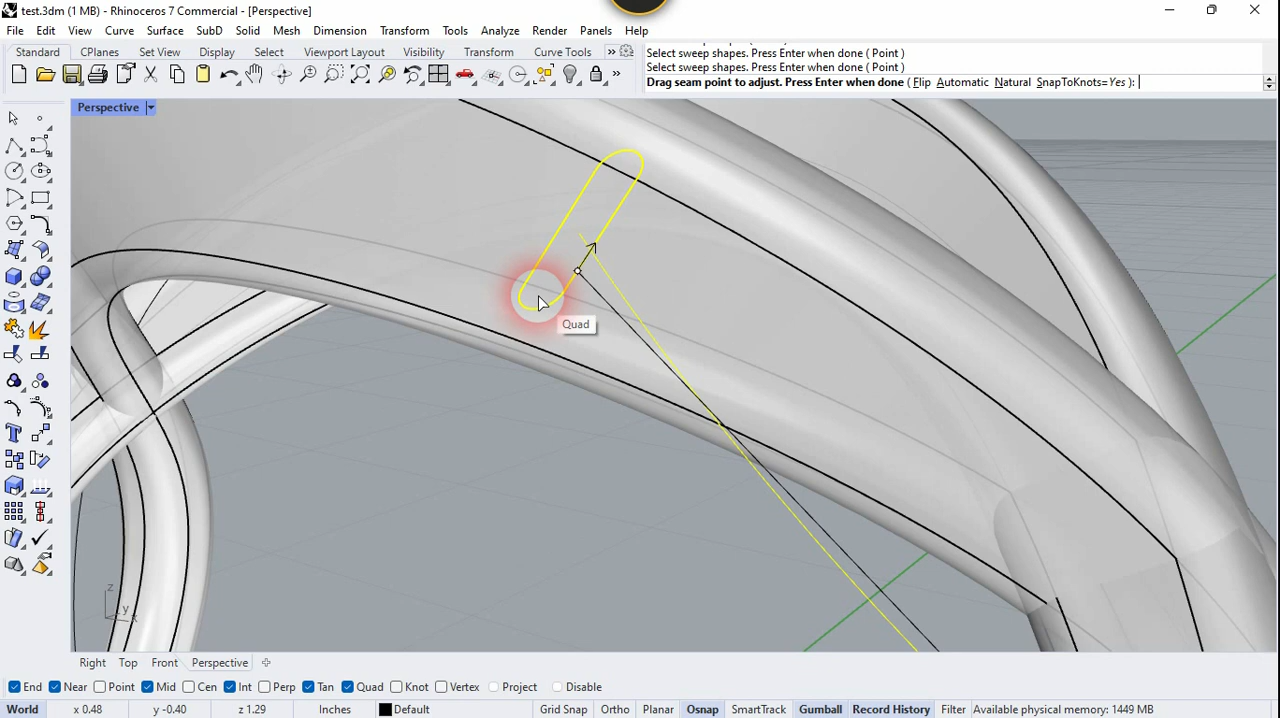 test.3dm (1 MB) - Rhinoceros 7 Commercial - [Perspective]
File Edit View Curve Surface SubD Solid Mesh Dimension Transform Tools Analyze Render Panels Help
Standard CPlanes Set View Display Select Viewport Layout Visibility Transform Curve Tools »
Select sweep shapes. Press Enter when done ( Point )
Select sweep shapes. Press Enter when done ( Point )
Drag seam point to adjust. Press Enter when done ( Flip Automatic Natural SnapToKnots=Yes ):
Perspective
Quad
z
y
x
Right Top Front Perspective
End Near Point Mid Cen Int Perp Tan Quad Knot Vertex Project Disable
World x 0.48 y -0.40 z 1.29 Inches Default Grid Snap Ortho Planar Osnap SmartTrack Gumball Record History Filter Available physical memory: 1449 MB